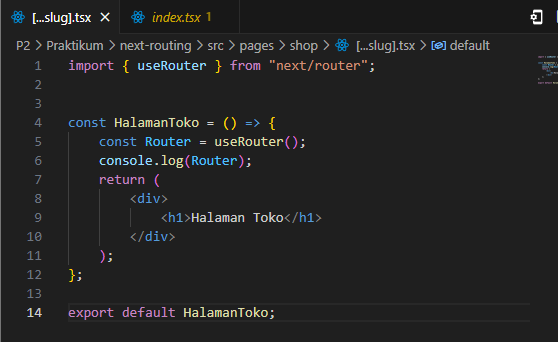 [...slug].tsx X index.tsx 1
P2 > Praktikum > next-routing > src > pages > shop > [...slug].tsx > default
1 import { useRouter } from "next/router";
2
3
4 const HalamanToko = () => {
5     const Router = useRouter();
6     console.log(Router);
7     return (
8         <div>
9             <h1>Halaman Toko</h1>
10         </div>
11     );
12 };
13
14 export default HalamanToko;